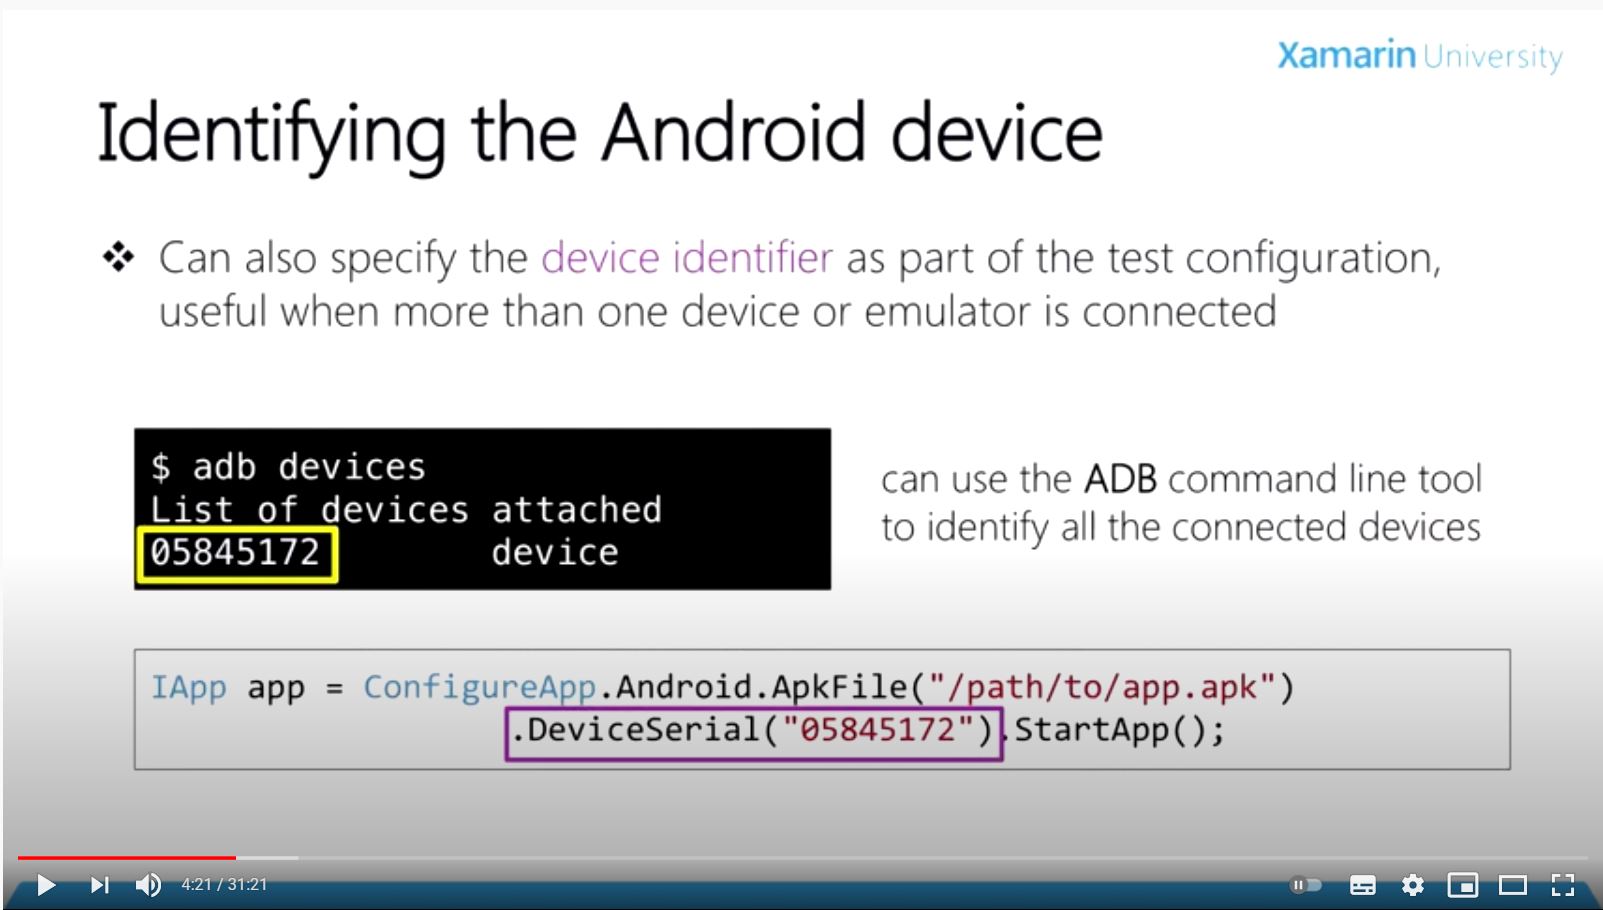 Xamarin University
Identifying the Android device
❖ Can also specify the device identifier as part of the test configuration,
useful when more than one device or emulator is connected
$ adb devices
List of devices attached
05845172        device
can use the ADB command line tool
to identify all the connected devices
IApp app = ConfigureApp.Android.ApkFile("/path/to/app.apk")
.DeviceSerial("05845172").StartApp();
4:21 / 31:21